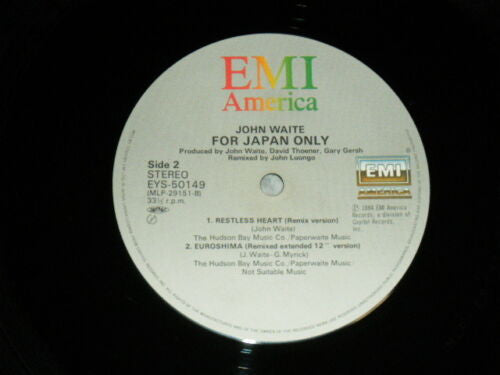 EMI
America
JOHN WAITE
FOR JAPAN ONLY
Produced by John Waite, David Thoener, Gary Gersh
Remixed by John Luongo
Side 2
STEREO
EYS-50149
(MLP-29151-B)
33⅓ r.p.m.
EMI
AMERICA
Ⓟ 1984 EMI America
Records, a division of
Capitol Records, Inc.
1. RESTLESS HEART (Remix version)
(John Waite)
The Hudson Bay Music Co./Paperwaite Music
2. EUROSHIMA (Remixed extended 12" version)
(J. Waite-G. Myrick)
The Hudson Bay Music Co./Paperwaite Music/
Not Suitable Music